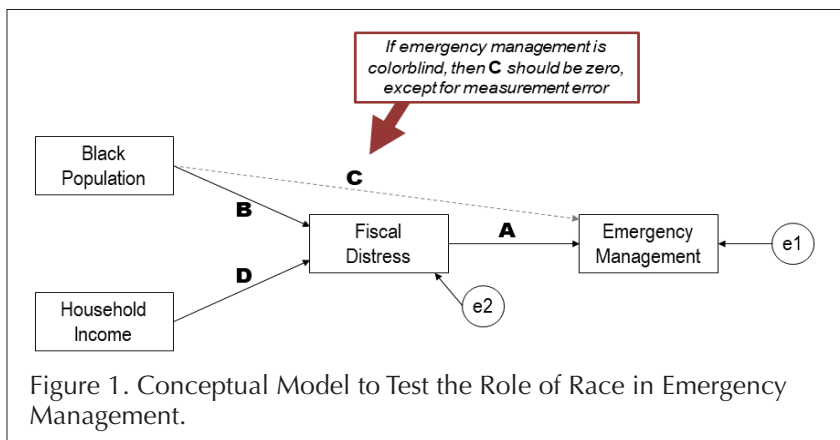 If emergency management is
colorblind, then C should be zero,
except for measurement error
Black
Population
C
B
Fiscal
Distress
A
Emergency
Management
e1
D
e2
Household
Income
Figure 1. Conceptual Model to Test the Role of Race in Emergency
Management.